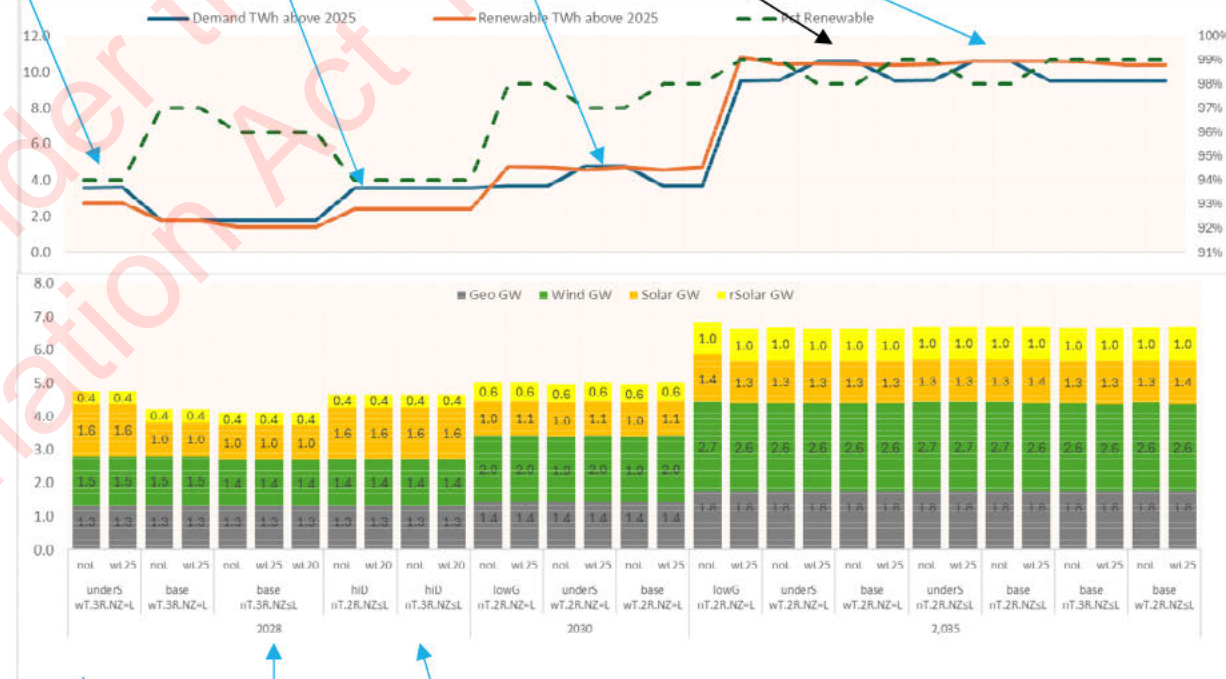 Demand TWh above 2025 Renewable TWh above 2025 Pct Renewable
12.0 100%
99%
10.0 98%
8.0 97%
6.0 96%
95%
4.0 94%
93%
2.0 92%
0.0 91%
8.0
Geo GW Wind GW Solar GW rSolar GW
7.0
6.0
5.0
4.0
3.0
2.0
1.0
0.0
0.4 0.4 0.4 0.4 0.4 0.4 0.4 0.4 0.4 0.4 0.4 0.6 0.6 0.6 0.6 0.6 0.6 1.0 1.0 1.0 1.0 1.0 1.0 1.0 1.0 1.0 1.0 1.0 1.0 1.0 1.0
1.6 1.6 1.0 1.0 1.0 1.0 1.0 1.6 1.6 1.6 1.6 1.0 1.1 1.0 1.1 1.0 1.1 1.4 1.3 1.3 1.3 1.3 1.3 1.3 1.3 1.3 1.4 1.3 1.3 1.3 1.4
1.5 1.5 1.5 1.5 1.4 1.4 1.4 1.4 1.4 1.4 1.4 2.0 2.0 1.9 2.0 1.9 2.0 2.7 2.6 2.6 2.6 2.6 2.6 2.7 2.7 2.7 2.6 2.6 2.6 2.6 2.6
1.3 1.3 1.3 1.3 1.3 1.3 1.3 1.3 1.3 1.3 1.3 1.4 1.4 1.4 1.4 1.4 1.4 1.8 1.8 1.8 1.8 1.8 1.8 1.8 1.8 1.8 1.8 1.8 1.8 1.8 1.8
noL wL25 noL wL25 noL wL25 wL20 noL wL20 noL wL20 noL wL25 noL wL25 noL wL25 noL wL25 noL wL25 noL wL25 noL wL25 noL wL25 noL wL25 noL wL25
underS base base hiD hiD lowG underS base lowG underS base underS base base base
wT.3R.NZ=L wT.3R.NZ=L nT.3R.NZ≤L nT.2R.NZ≤L nT.3R.NZ≤L nT.2R.NZ=L wT.2R.NZ=L wT.2R.NZ=L nT.2R.NZ=L wT.2R.NZ=L wT.2R.NZ=L nT.2R.NZ≤L nT.2R.NZ≤L nT.3R.NZ≤L wT.2R.NZ≤L
2028 2030 2,035
Act